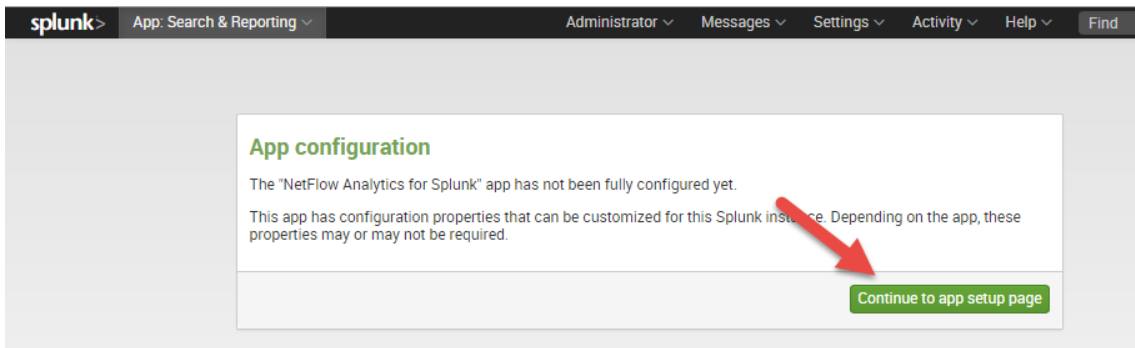 splunk> App: Search & Reporting Administrator Messages Settings Activity Help Find
App configuration
The "NetFlow Analytics for Splunk" app has not been fully configured yet.
This app has configuration properties that can be customized for this Splunk instance. Depending on the app, these
properties may or may not be required.
Continue to app setup page